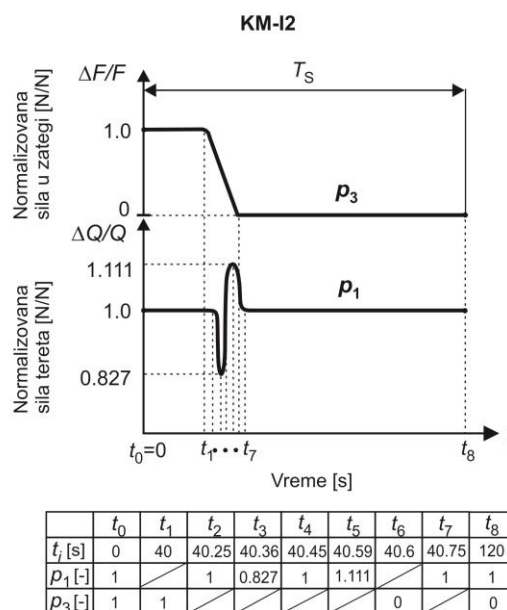 KM-I2
ΔF/F
T_S
Normalizovana sila u zategi [N/N]
1.0
0
p_3
ΔQ/Q
Normalizovana sila tereta [N/N]
1.111
1.0
0.827
p_1
t_0=0
t_1 ••• t_7
t_8
Vreme [s]
t_0 t_1 t_2 t_3 t_4 t_5 t_6 t_7 t_8
t_i [s] 0 40 40.25 40.36 40.45 40.59 40.6 40.75 120
p_1 [-] 1 1 0.827 1 1.111 1 1
p_3 [-] 1 1 0 0